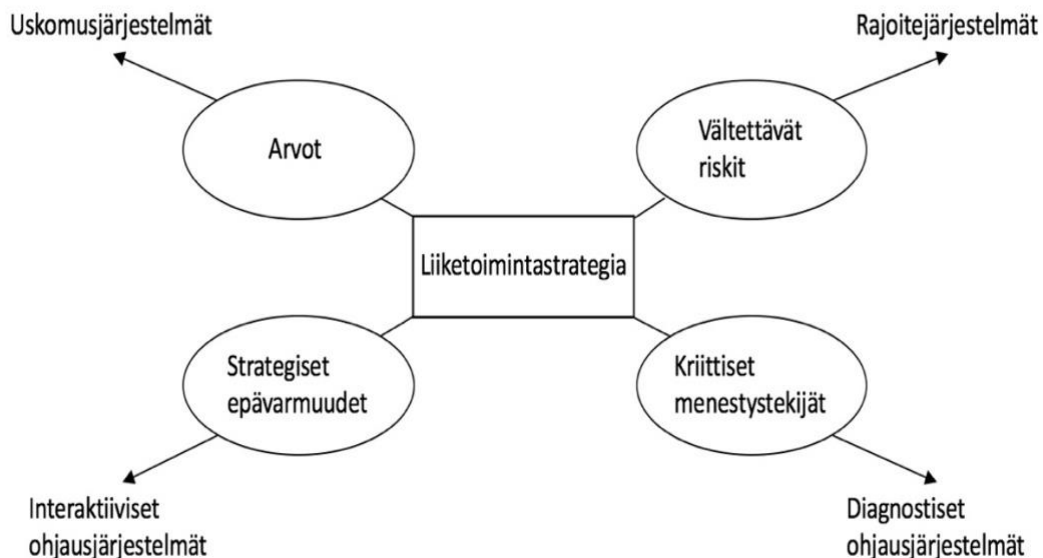 Uskomusjärjestelmät
Rajoitejärjestelmät
Arvot
Vältettävät
riskit
Liiketoimintastrategia
Strategiset
epävarmuudet
Kriittiset
menestystekijät
Interaktiiviset
ohjausjärjestelmät
Diagnostiset
ohjausjärjestelmät